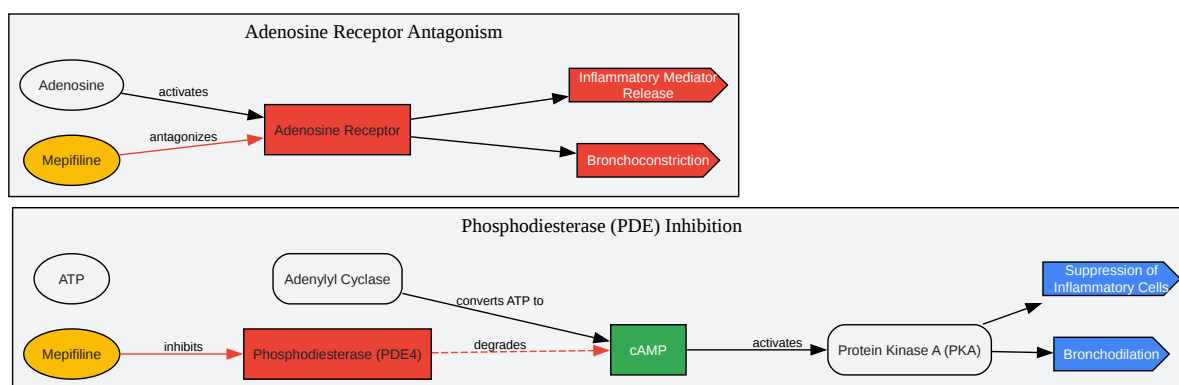 Adenosine Receptor Antagonism
Adenosine
activates
Mepifiline
antagonizes
Adenosine Receptor
Inflammatory Mediator
Release
Bronchoconstriction
Phosphodiesterase (PDE) Inhibition
ATP
Adenylyl Cyclase
converts ATP to
Mepifiline
inhibits
Phosphodiesterase (PDE4)
degrades
cAMP
activates
Protein Kinase A (PKA)
Suppression of
Inflammatory Cells
Bronchodilation